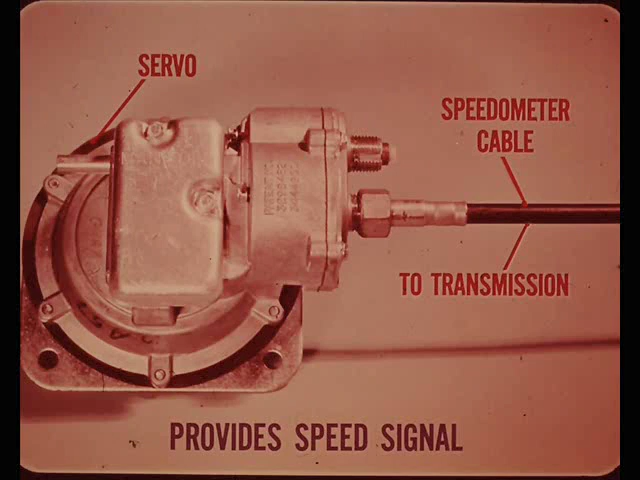 SERVO
SPEEDOMETER
CABLE
TO TRANSMISSION
PROVIDES SPEED SIGNAL